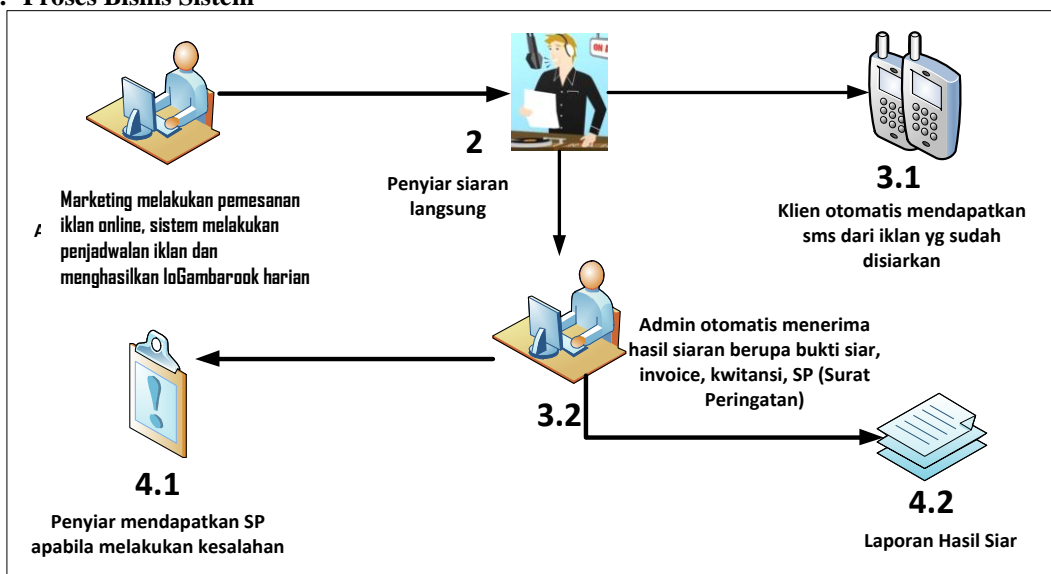 Proses Bisnis Sistem
Marketing melakukan pemesanan
iklan online, sistem melakukan
penjadwalan iklan dan
menghasilkan loGambarook harian
2
Penyiar siaran
langsung
3.1
Klien otomatis mendapatkan
sms dari iklan yg sudah
disiarkan
Admin otomatis menerima
hasil siaran berupa bukti siar,
invoice, kwitansi, SP (Surat
Peringatan)
3.2
4.1
Penyiar mendapatkan SP
apabila melakukan kesalahan
4.2
Laporan Hasil Siar